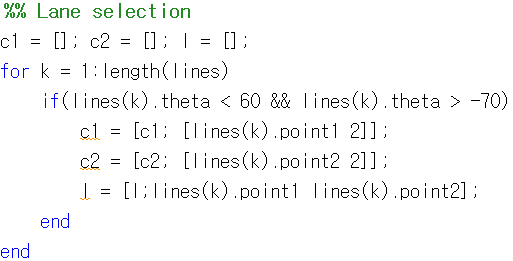 %% Lane selection
c1 = []; c2 = []; l = [];
for k = 1:length(lines)
    if(lines(k).theta < 60 && lines(k).theta > -70)
        c1 = [c1; [lines(k).point1 2]];
        c2 = [c2; [lines(k).point2 2]];
        l = [l;lines(k).point1 lines(k).point2];
    end
end